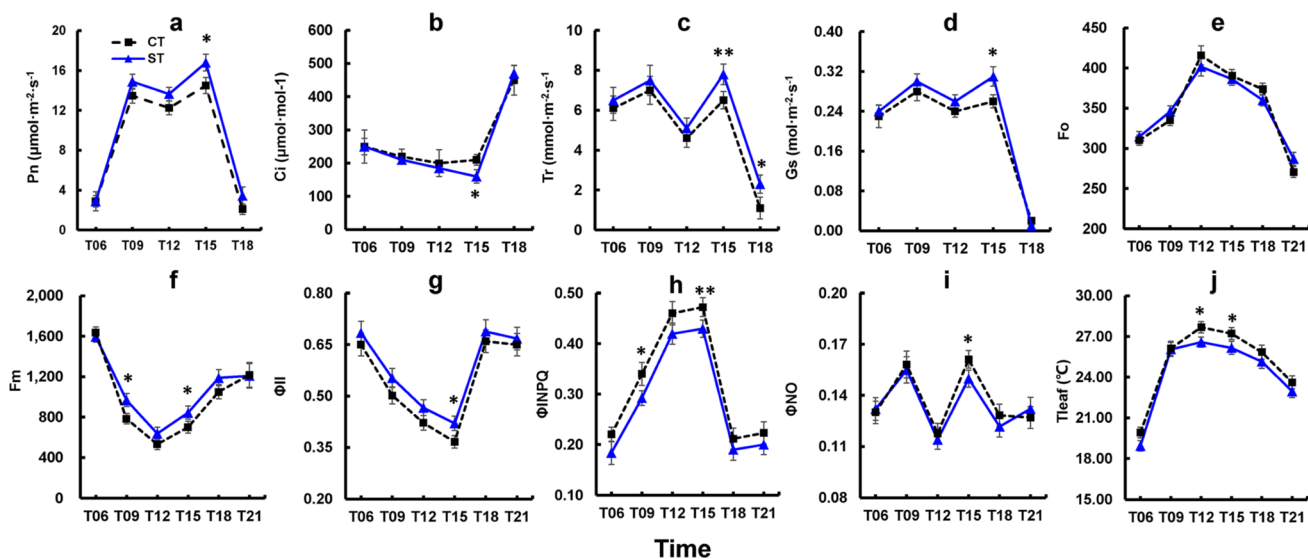 a
b
c
d
e
Pn (μmol·m-2·s-1)
20
16
12
8
4
0
CT
ST
*
T06 T09 T12 T15 T18
Ci (μmol·mol-1)
600
500
400
300
200
100
0
*
T06 T09 T12 T15 T18
Tr (mmol·m-2·s-1)
10
8
6
4
2
0
**
*
T06 T09 T12 T15 T18
Gs (mol·m-2·s-1)
0.40
0.32
0.24
0.16
0.08
0.00
*
T06 T09 T12 T15 T18
Fo
450
400
350
300
250
200
T06 T09 T12 T15 T18 T21
f
g
h
i
j
Fm
2,000
1,600
1,200
800
400
0
*
*
T06 T09 T12 T15 T18 T21
ΦII
0.80
0.65
0.50
0.35
0.20
*
T06 T09 T12 T15 T18 T21
ΦINPQ
0.50
0.40
0.30
0.20
0.10
*
**
T06 T09 T12 T15 T18 T21
ΦNO
0.20
0.17
0.13
0.11
0.08
*
T06 T09 T12 T15 T18 T21
Tleaf (℃)
30.00
27.00
24.00
21.00
18.00
15.00
*
*
T06 T09 T12 T15 T18 T21
Time